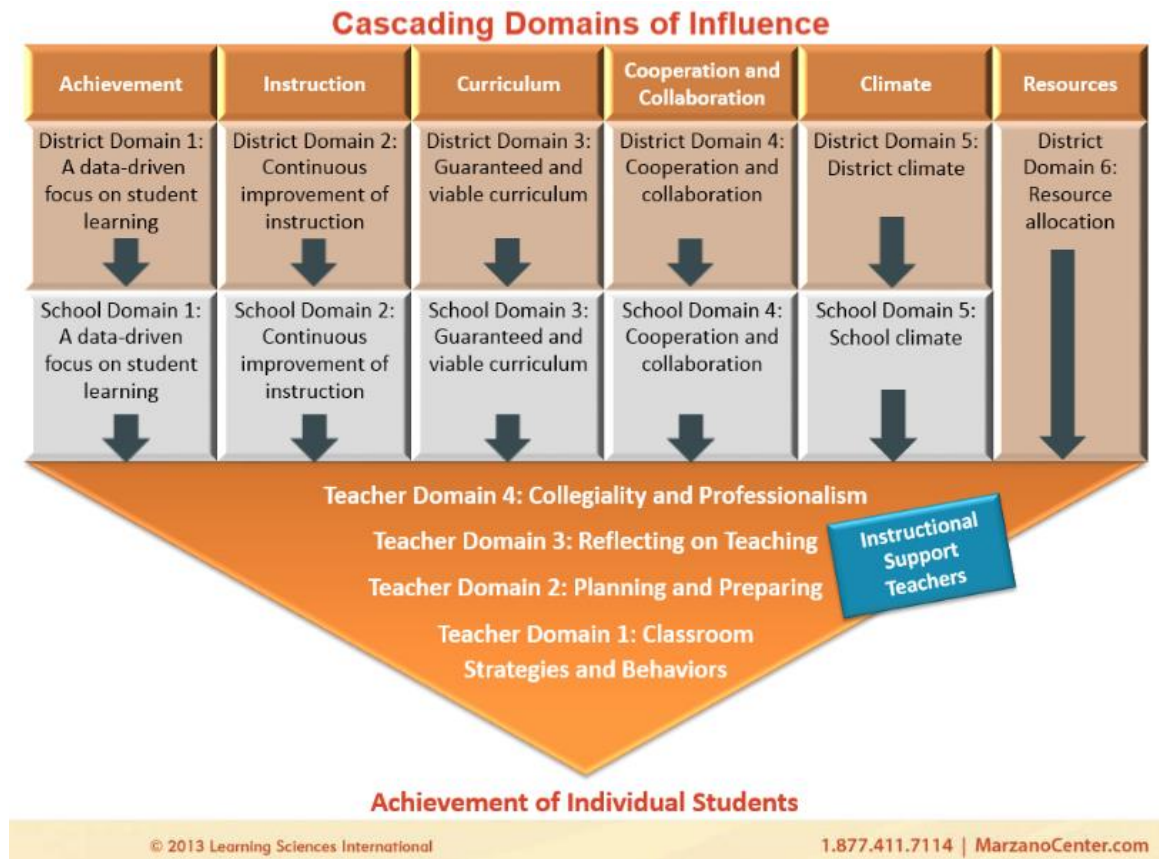 Cascading Domains of Influence
Achievement
Instruction
Curriculum
Cooperation and
Collaboration
Climate
Resources
District Domain 1:
A data-driven
focus on student
learning
District Domain 2:
Continuous
improvement of
instruction
District Domain 3:
Guaranteed and
viable curriculum
District Domain 4:
Cooperation and
collaboration
District Domain 5:
District climate
District
Domain 6:
Resource
allocation
School Domain 1:
A data-driven
focus on student
learning
School Domain 2:
Continuous
improvement of
instruction
School Domain 3:
Guaranteed and
viable curriculum
School Domain 4:
Cooperation and
collaboration
School Domain 5:
School climate
Teacher Domain 4: Collegiality and Professionalism
Teacher Domain 3: Reflecting on Teaching
Teacher Domain 2: Planning and Preparing
Teacher Domain 1: Classroom
Strategies and Behaviors
Instructional
Support
Teachers
Achievement of Individual Students
© 2013 Learning Sciences International
1.877.411.7114 | MarzanoCenter.com